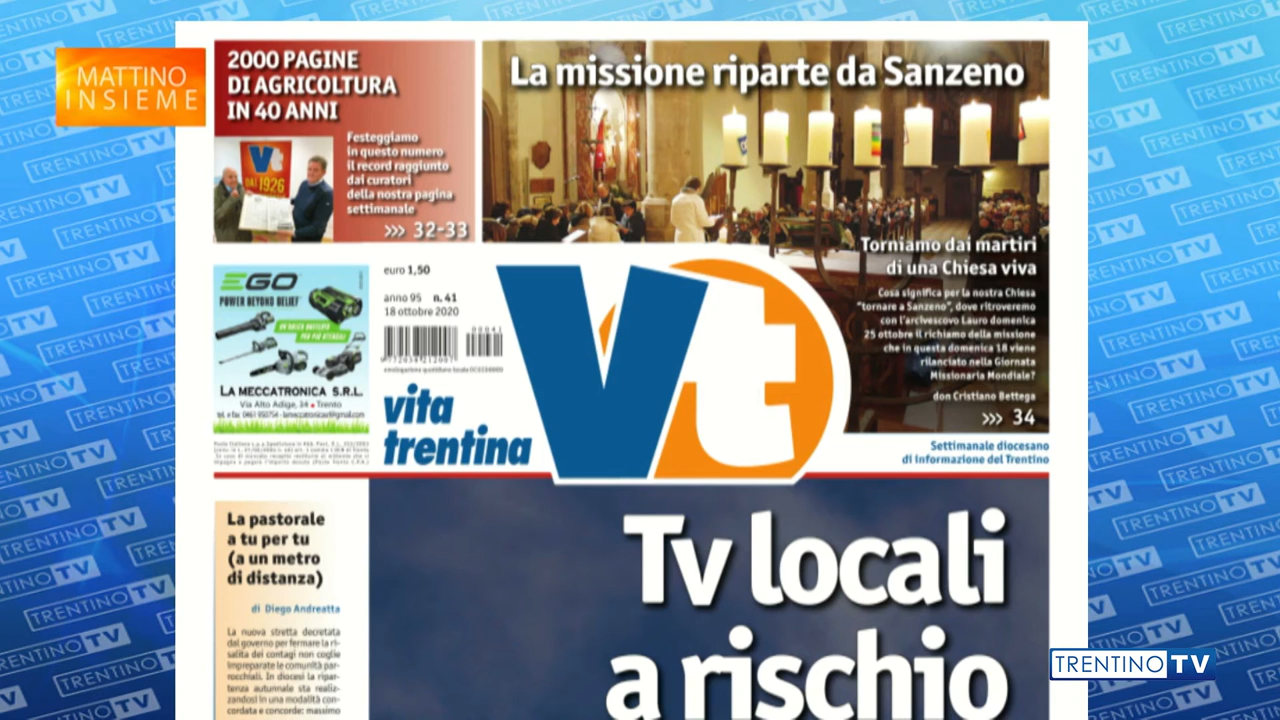 MATTINO
INSIEME
2000 PAGINE
DI AGRICOLTURA
IN 40 ANNI
Festeggiamo
in questo numero
il record raggiunto
dai curatori
della nostra pagina
settimanale
>>> 32-33
DAL 1926
La missione riparte da Sanzeno
Torniamo dai martiri
di una Chiesa viva
Cosa significa per la nostra Chiesa
"tornare a Sanzeno", dove ritroveremo
con l'arcivescovo Lauro domenica
25 ottobre il richiamo della missione
che in questa domenica 18 viene
rilanciato nella Giornata
Missionaria Mondiale?
don Cristiano Bettega
>>> 34
EGO
POWER BEYOND BELIEF
LA MECCATRONICA S.R.L.
Via Alto Adige, 34 • Trento
euro 1,50
anno 95 n. 41
18 ottobre 2020
Vt
vita
trentina
Settimanale diocesano
di informazione del Trentino
La pastorale
a tu per tu
(a un metro
di distanza)
di Diego Andreatta
La nuova stretta decretata
dal governo per fermare la ri-
salita dei contagi non coglie
impreparate le comunità par-
rocchiali. In diocesi la ripar-
tenza autunnale sta realiz-
zandosi in una modalità con-
cordata e concorde: massimo
Tv locali
a rischio
TRENTINO TV